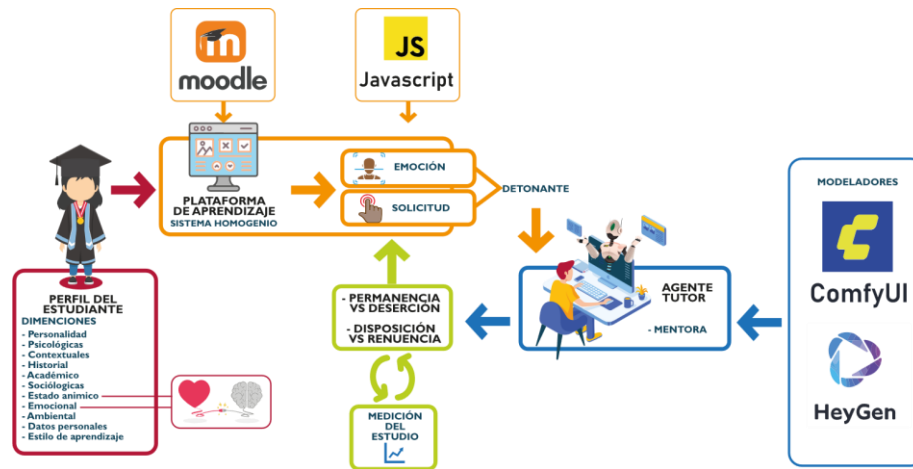 moodle
JS
Javascript
PLATAFORMA
DE APRENDIZAJE
SISTEMA HOMOGENIO
EMOCIÓN
SOLICITUD
DETONANTE
PERFIL DEL
ESTUDIANTE
DIMENCIONES
- Personalidad
- Psicológicas
- Contextuales
- Historial
- Académico
- Sociólogicas
- Estado animico
- Emocional
- Ambiental
- Datos personales
- Estilo de aprendizaje
- PERMANENCIA
VS DESERCIÓN
- DISPOSICIÓN
VS RENUENCIA
MEDICIÓN
DEL
ESTUDIO
AGENTE
TUTOR
- MENTORA
MODELADORES
ComfyUI
HeyGen